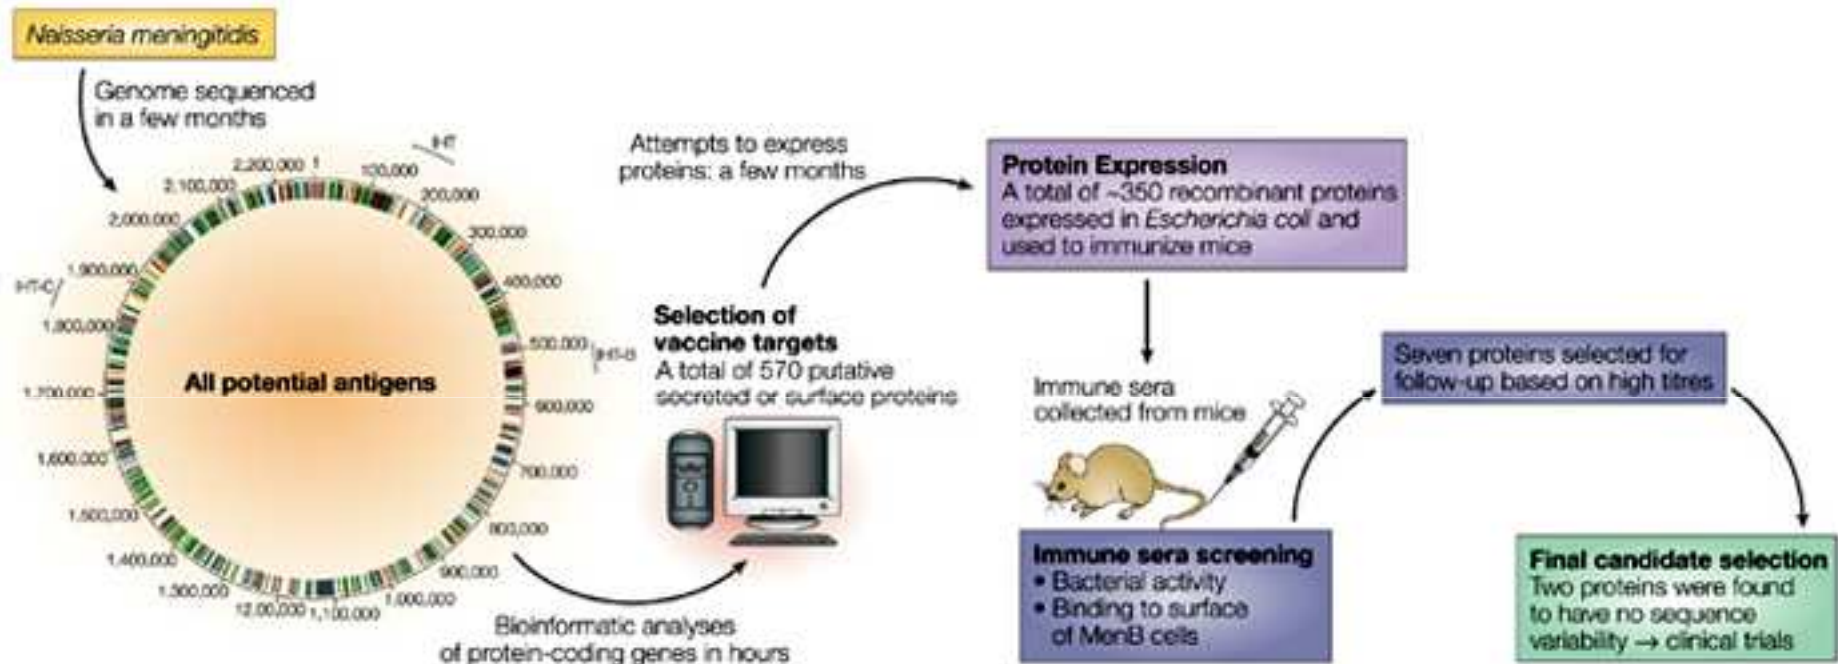 Neisseria meningitidis
Genome sequenced
in a few months
IHT
2,200,000 1
100,000
2,100,000
200,000
2,000,000
300,000
1,900,000
400,000
IHT-C
1,800,000
500,000
IHT-B
All potential antigens
1,700,000
600,000
1,600,000
700,000
1,500,000
800,000
1,400,000
900,000
1,300,000
1,000,000
12,00,000
1,100,000
Bioinformatic analyses
of protein-coding genes in hours
Selection of
vaccine targets
A total of 570 putative
secreted or surface proteins
Attempts to express
proteins: a few months
Protein Expression
A total of ~350 recombinant proteins
expressed in Escherichia coli and
used to immunize mice
Immune sera
collected from mice
Immune sera screening
• Bacterial activity
• Binding to surface
of MenB cells
Seven proteins selected for
follow-up based on high titres
Final candidate selection
Two proteins were found
to have no sequence
variability → clinical trials